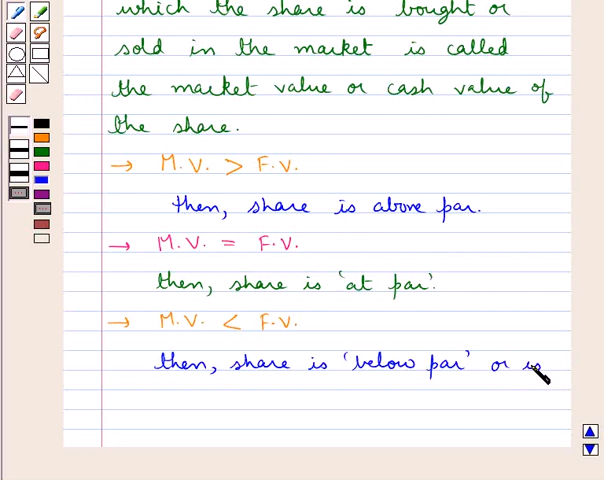 which the share is bought or
sold in the market is called
the market value or cash value of
the share.
→ M.V. > F.V.
then, share is above par.
→ M.V. = F.V.
then, share is 'at par'.
→ M.V. < F.V.
then, share is 'below par' or is